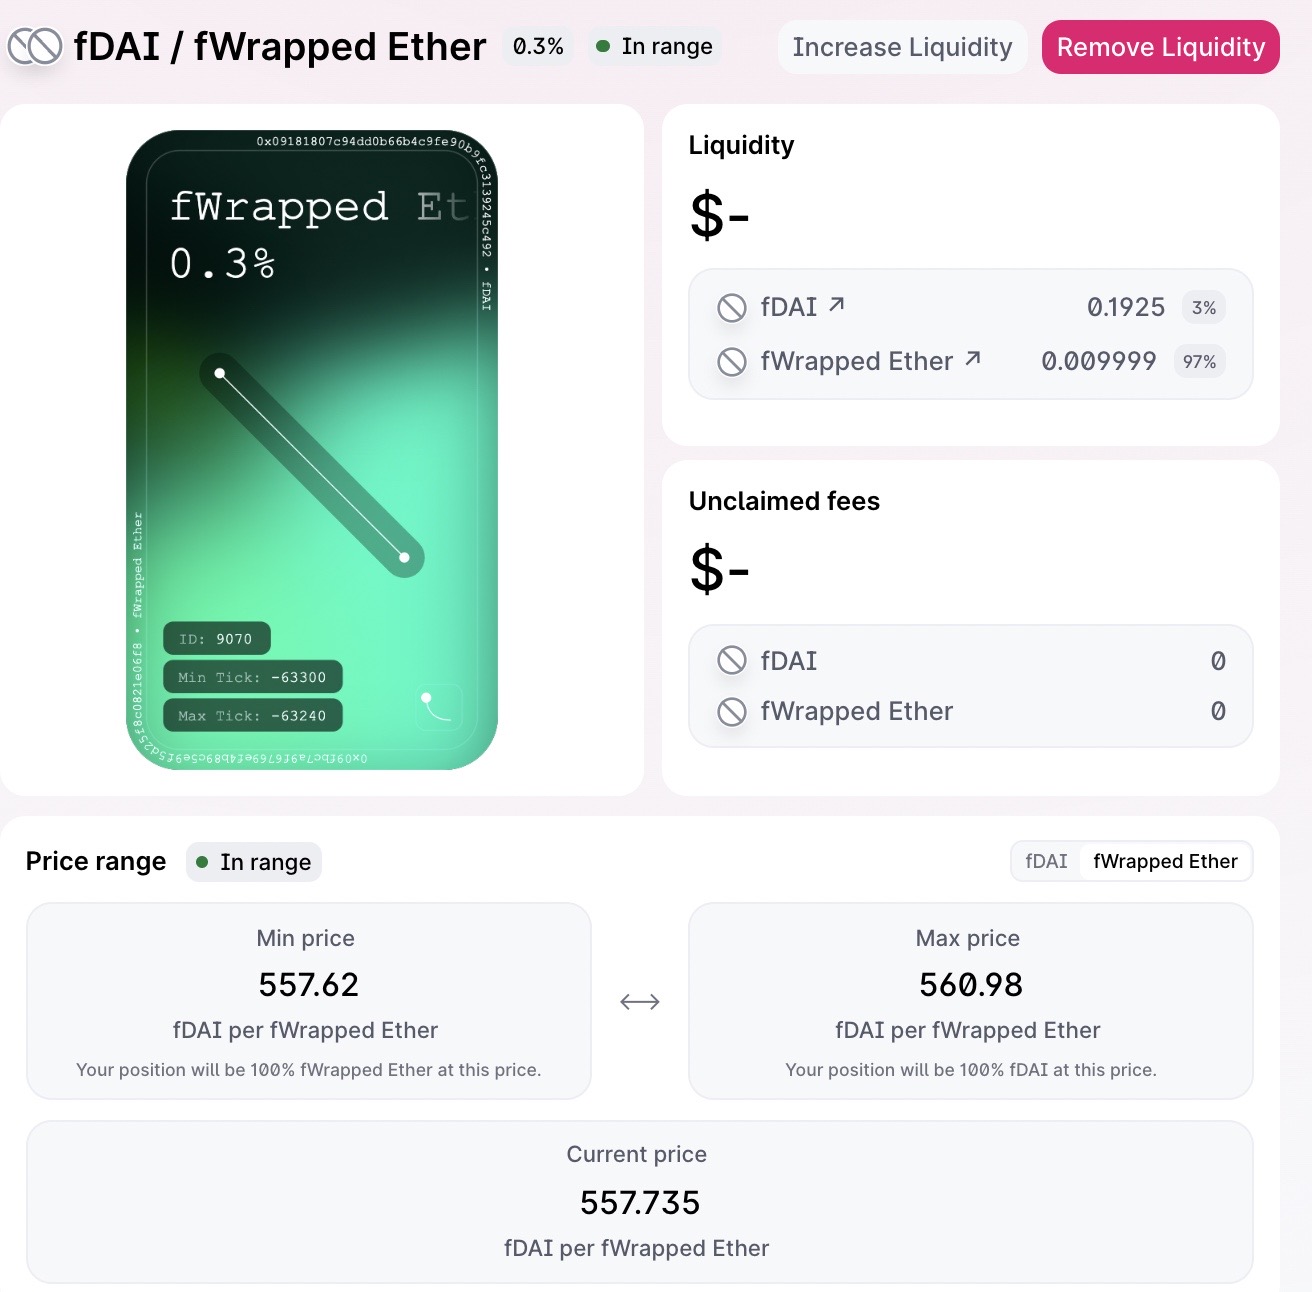 fDAI / fWrapped Ether 0.3% In range Increase Liquidity Remove Liquidity
0x09181807c94dd0b66b4c9fe90b9fc3139245c492 • fDAI
fWrapped Et
0.3%
0x09fbc7a9f6769ef4b89c5e9f5d25f8c0821e06f8 • fWrapped Ether
ID: 9070
Min Tick: -63300
Max Tick: -63240
Liquidity
$-
fDAI ↗ 0.1925 3%
fWrapped Ether ↗ 0.009999 97%
Unclaimed fees
$-
fDAI 0
fWrapped Ether 0
Price range In range fDAI fWrapped Ether
Min price
557.62
fDAI per fWrapped Ether
Your position will be 100% fWrapped Ether at this price.
Max price
560.98
fDAI per fWrapped Ether
Your position will be 100% fDAI at this price.
Current price
557.735
fDAI per fWrapped Ether